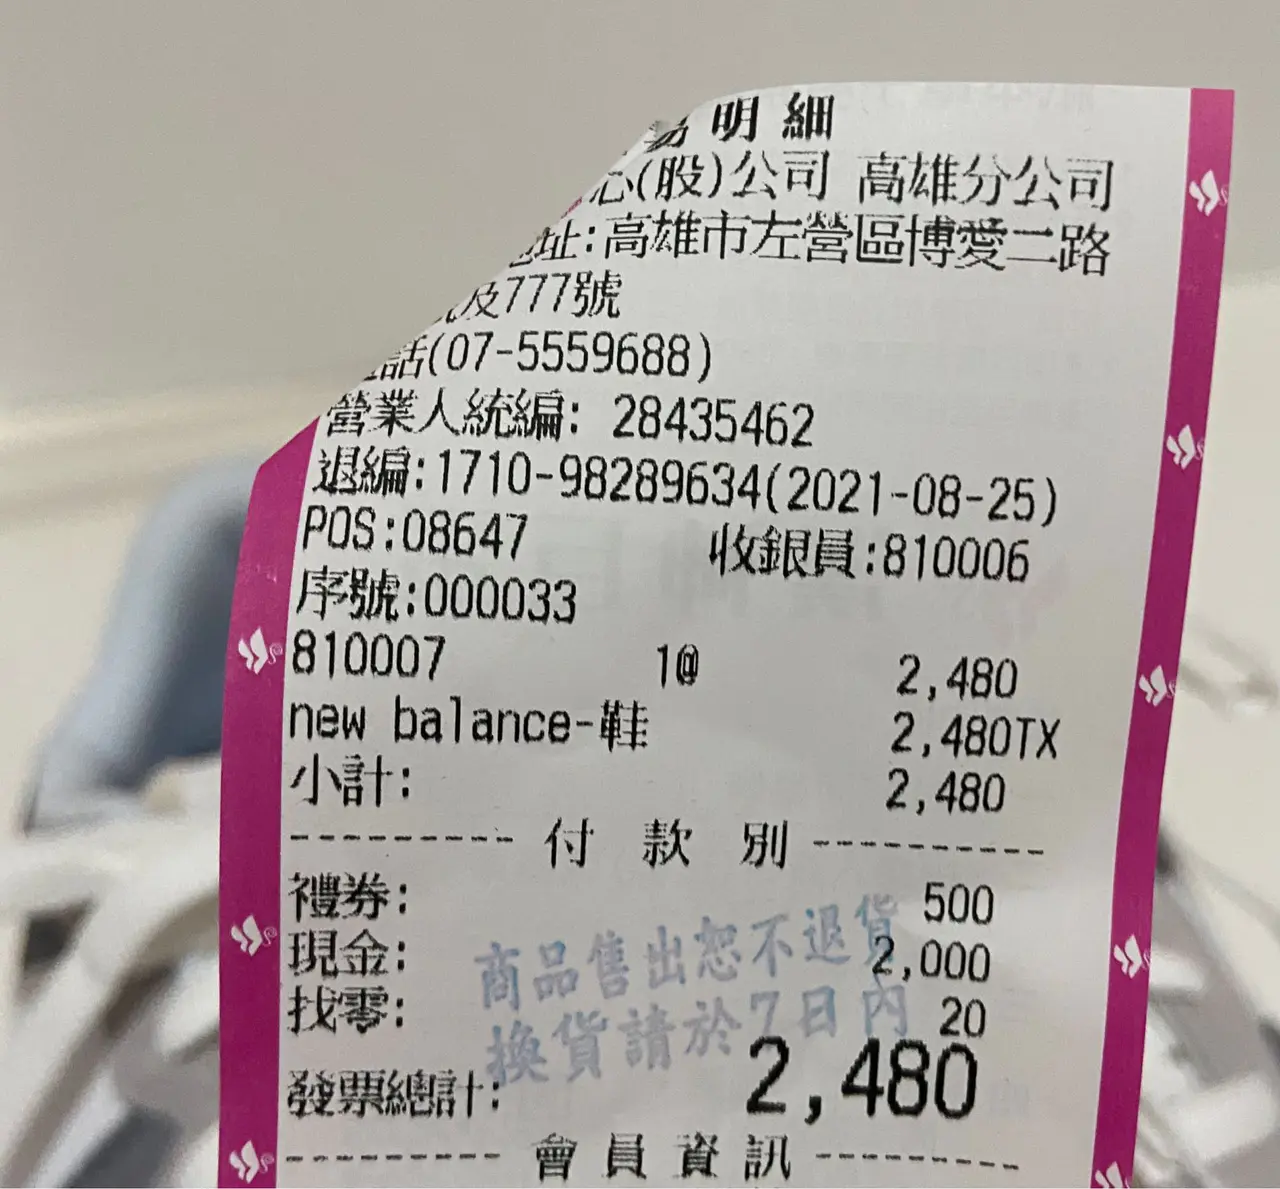 明細
(股)公司 高雄分公司
址:高雄市左營區博愛二路
及777號
話(07-5559688)
營業人統編: 28435462
退編:1710-98289634(2021-08-25)
POS:08647 收銀員:810006
序號:000033
810007 1@ 2,480
new balance-鞋 2,480TX
小計: 2,480
---------- 付 款 別 ----------
禮券: 500
現金: 2,000
找零: 20
商品售出恕不退貨
換貨請於7日內
發票總計: 2,480
---------- 會 員 資 訊 ----------